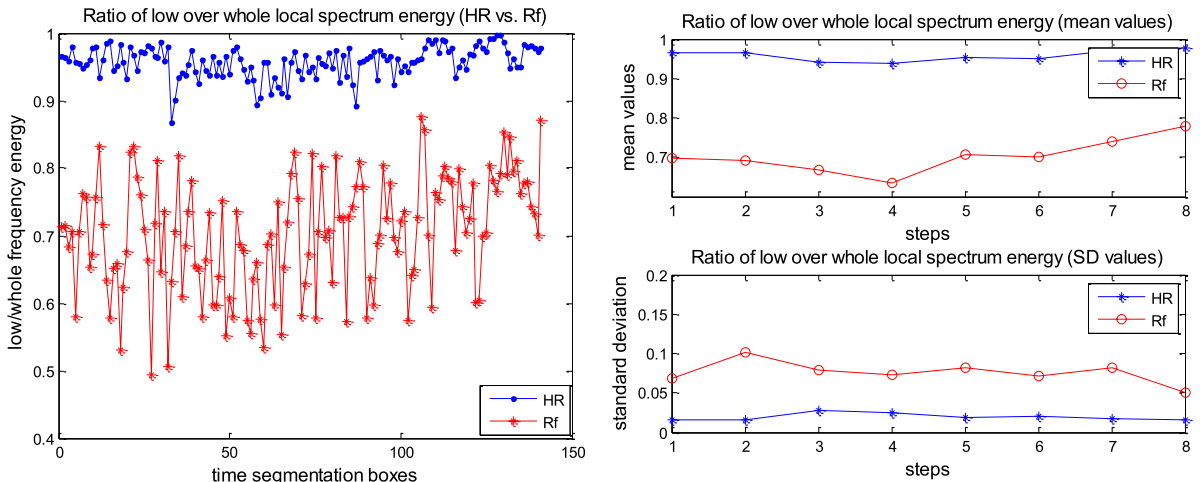 Ratio of low over whole local spectrum energy (HR vs. Rf)
1
0.9
0.8
0.7
0.6
0.5
0.4
low/whole frequency energy
0
50
100
150
time segmentation boxes
HR
Rf
Ratio of low over whole local spectrum energy (mean values)
1
0.9
0.8
0.7
mean values
1
2
3
4
5
6
7
8
steps
HR
Rf
Ratio of low over whole local spectrum energy (SD values)
0.2
0.15
0.1
0.05
0
standard deviation
1
2
3
4
5
6
7
8
steps
HR
Rf